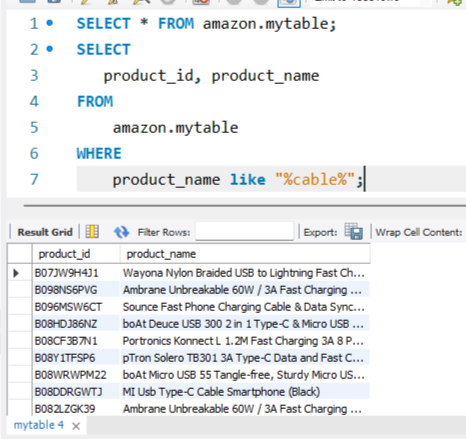 1 SELECT * FROM amazon.mytable;
2 SELECT
3 product_id, product_name
4 FROM
5 amazon.mytable
6 WHERE
7 product_name like "%cable%";
Result Grid Filter Rows: Export: Wrap Cell Content:
product_id product_name
B07JW9H4J1 Wayona Nylon Braided USB to Lightning Fast Ch...
B098NS6PVG Ambrane Unbreakable 60W / 3A Fast Charging ...
B096MSW6CT Sounce Fast Phone Charging Cable & Data Sync...
B08HDJ86NZ boAt Deuce USB 300 2 in 1 Type-C & Micro USB ...
B08CF3B7N1 Portronics Konnect L 1.2M Fast Charging 3A 8 P...
B08Y1TFSP6 pTron Solero TB301 3A Type-C Data and Fast C...
B08WRWPM22 boAt Micro USB 55 Tangle-free, Sturdy Micro US...
B08DDRGWTJ MI Usb Type-C Cable Smartphone (Black)
B082LZGK39 Ambrane Unbreakable 60W / 3A Fast Charging ...
mytable 4